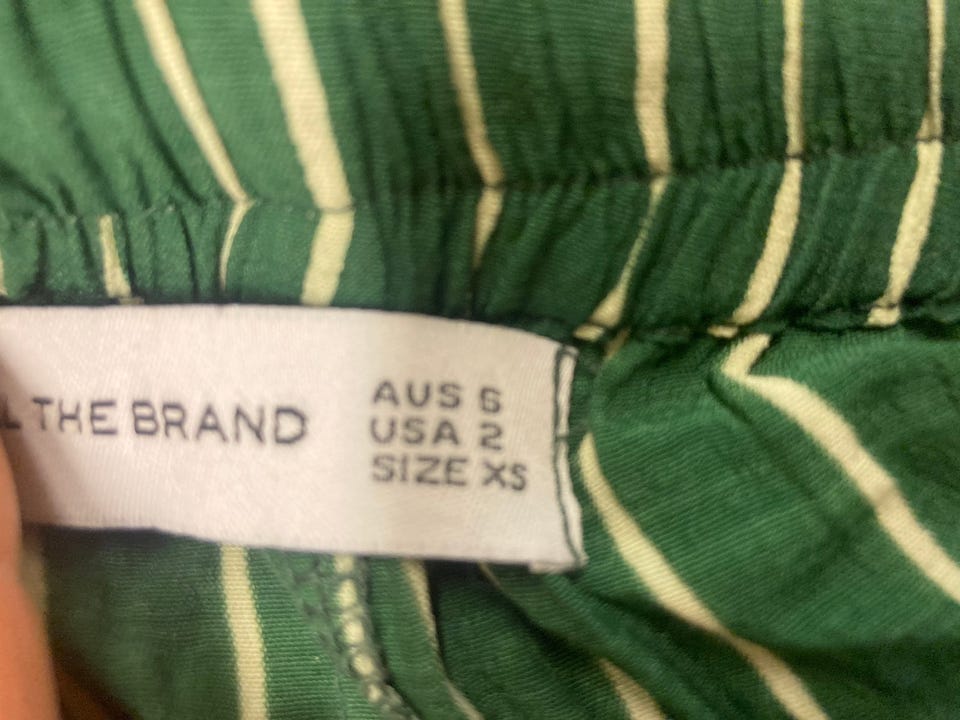 THE BRAND
AUS 6
USA 2
SIZE XS